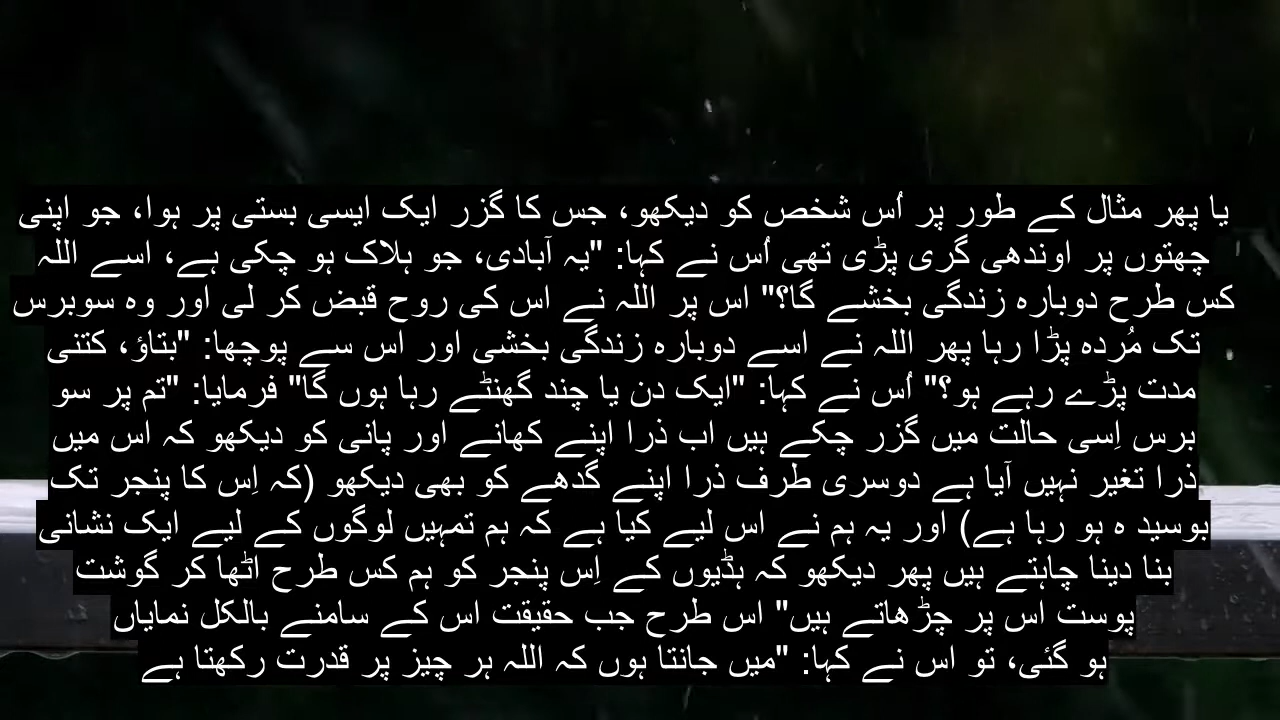 یا پھر مثال کے طور پر اُس شخص کو دیکھو، جس کا گزر ایک ایسی بستی پر ہوا، جو اپنی
چھتوں پر اوندھی گری پڑی تھی اُس نے کہا: "یہ آبادی، جو ہلاک ہو چکی ہے، اسے اللہ
کس طرح دوبارہ زندگی بخشے گا؟" اس پر اللہ نے اس کی روح قبض کر لی اور وہ سوبرس
تک مُردہ پڑا رہا پھر اللہ نے اسے دوبارہ زندگی بخشی اور اس سے پوچھا: "بتاؤ، کتنی
مدت پڑے رہے ہو؟" اُس نے کہا: "ایک دن یا چند گھنٹے رہا ہوں گا" فرمایا: "تم پر سو
برس اِسی حالت میں گزر چکے ہیں اب ذرا اپنے کھانے اور پانی کو دیکھو کہ اس میں
ذرا تغیر نہیں آیا ہے دوسری طرف ذرا اپنے گدھے کو بھی دیکھو (کہ اِس کا پنجر تک
بوسید ہ ہو رہا ہے) اور یہ ہم نے اس لیے کیا ہے کہ ہم تمہیں لوگوں کے لیے ایک نشانی
بنا دینا چاہتے ہیں پھر دیکھو کہ ہڈیوں کے اِس پنجر کو ہم کس طرح اٹھا کر گوشت
پوست اس پر چڑھاتے ہیں" اس طرح جب حقیقت اس کے سامنے بالکل نمایاں
ہو گئی، تو اس نے کہا: "میں جانتا ہوں کہ اللہ ہر چیز پر قدرت رکھتا ہے